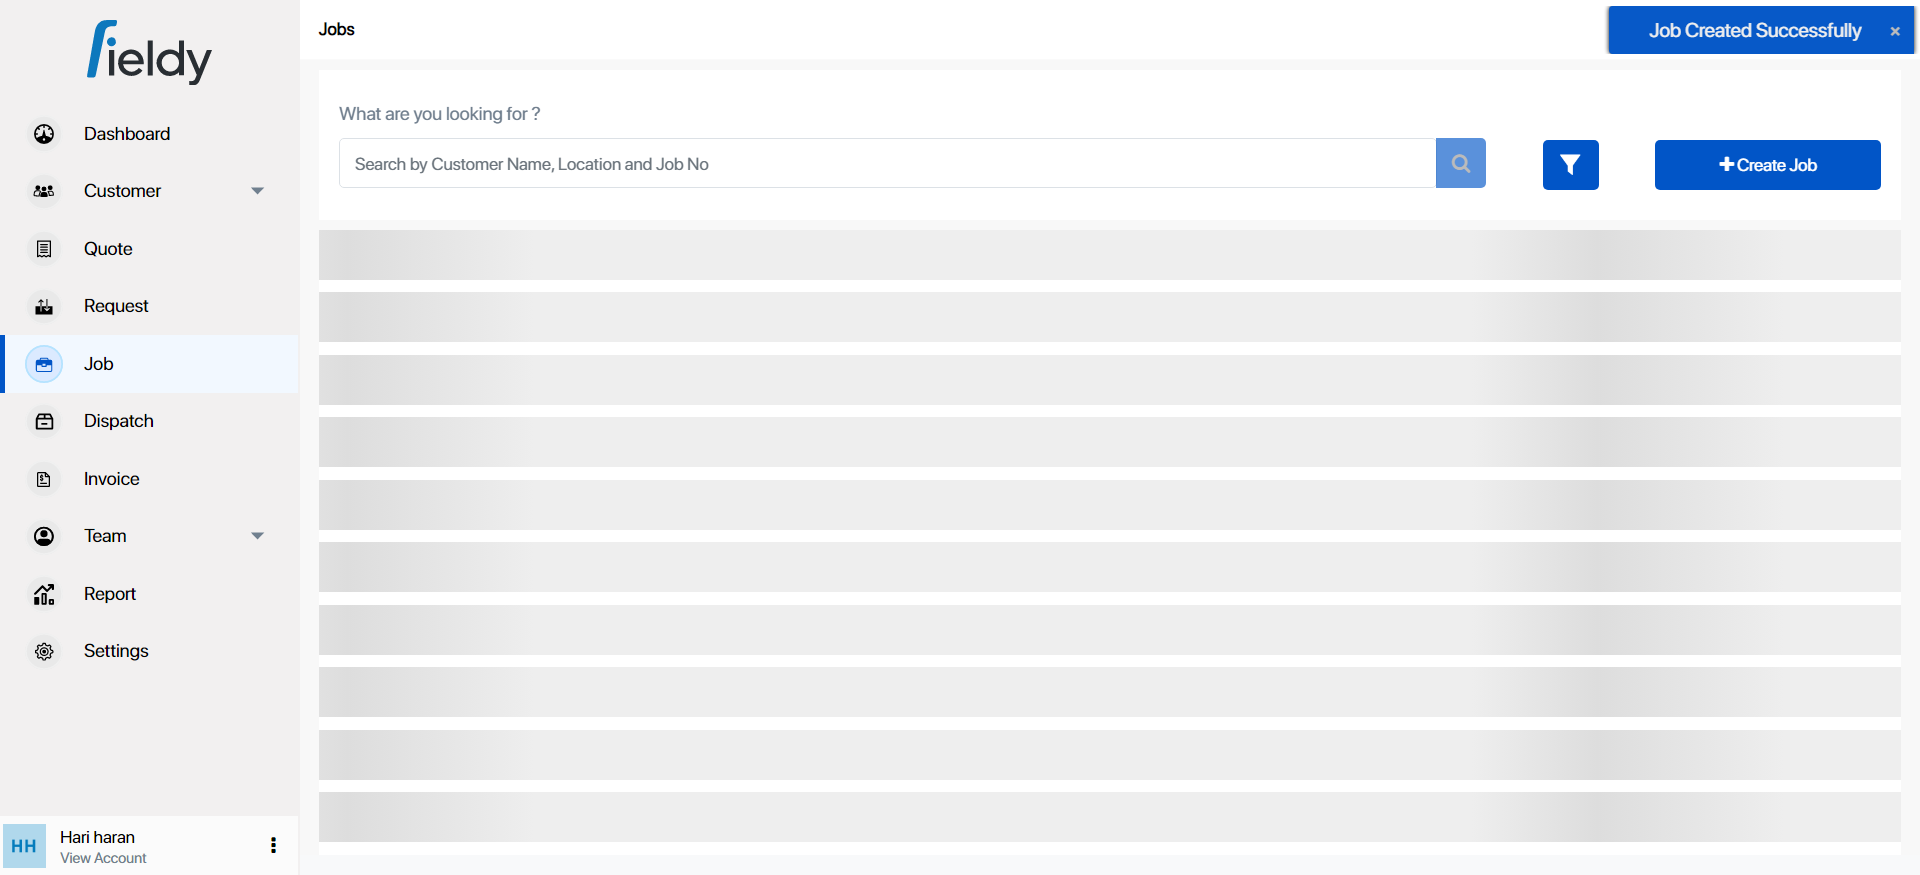 fieldy
Dashboard
Customer
Quote
Request
Job
Dispatch
Invoice
Team
Report
Settings
HH
Hari haran
View Account
Jobs
Job Created Successfully ×
What are you looking for ?
Search by Customer Name, Location and Job No
Create Job